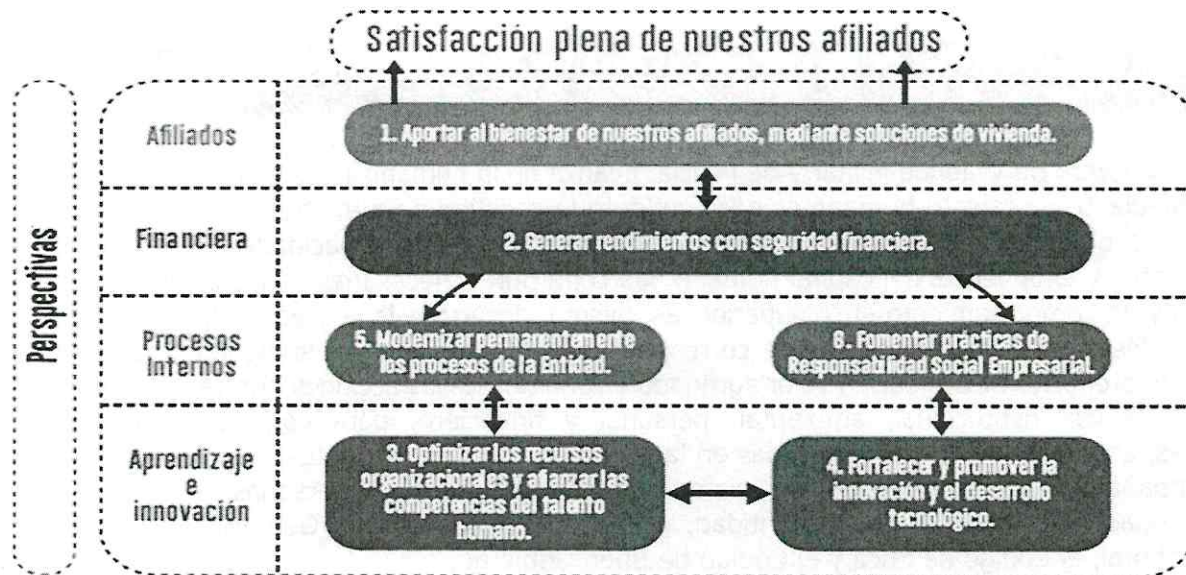 Satisfacción plena de nuestros afiliados
Perspectivas
Afiliados
1. Aportar al bienestar de nuestros afiliados, mediante soluciones de vivienda.
Financiera
2. Generar rendimientos con seguridad financiera.
Procesos
Internos
5. Modernizar permanentemente
los procesos de la Entidad.
6. Fomentar prácticas de
Responsabilidad Social Empresarial.
Aprendizaje
e
innovación
3. Optimizar los recursos
organizacionales y afianzar las
competencias del talento
humano.
4. Fortalecer y promover la
innovación y el desarrollo
tecnológico.